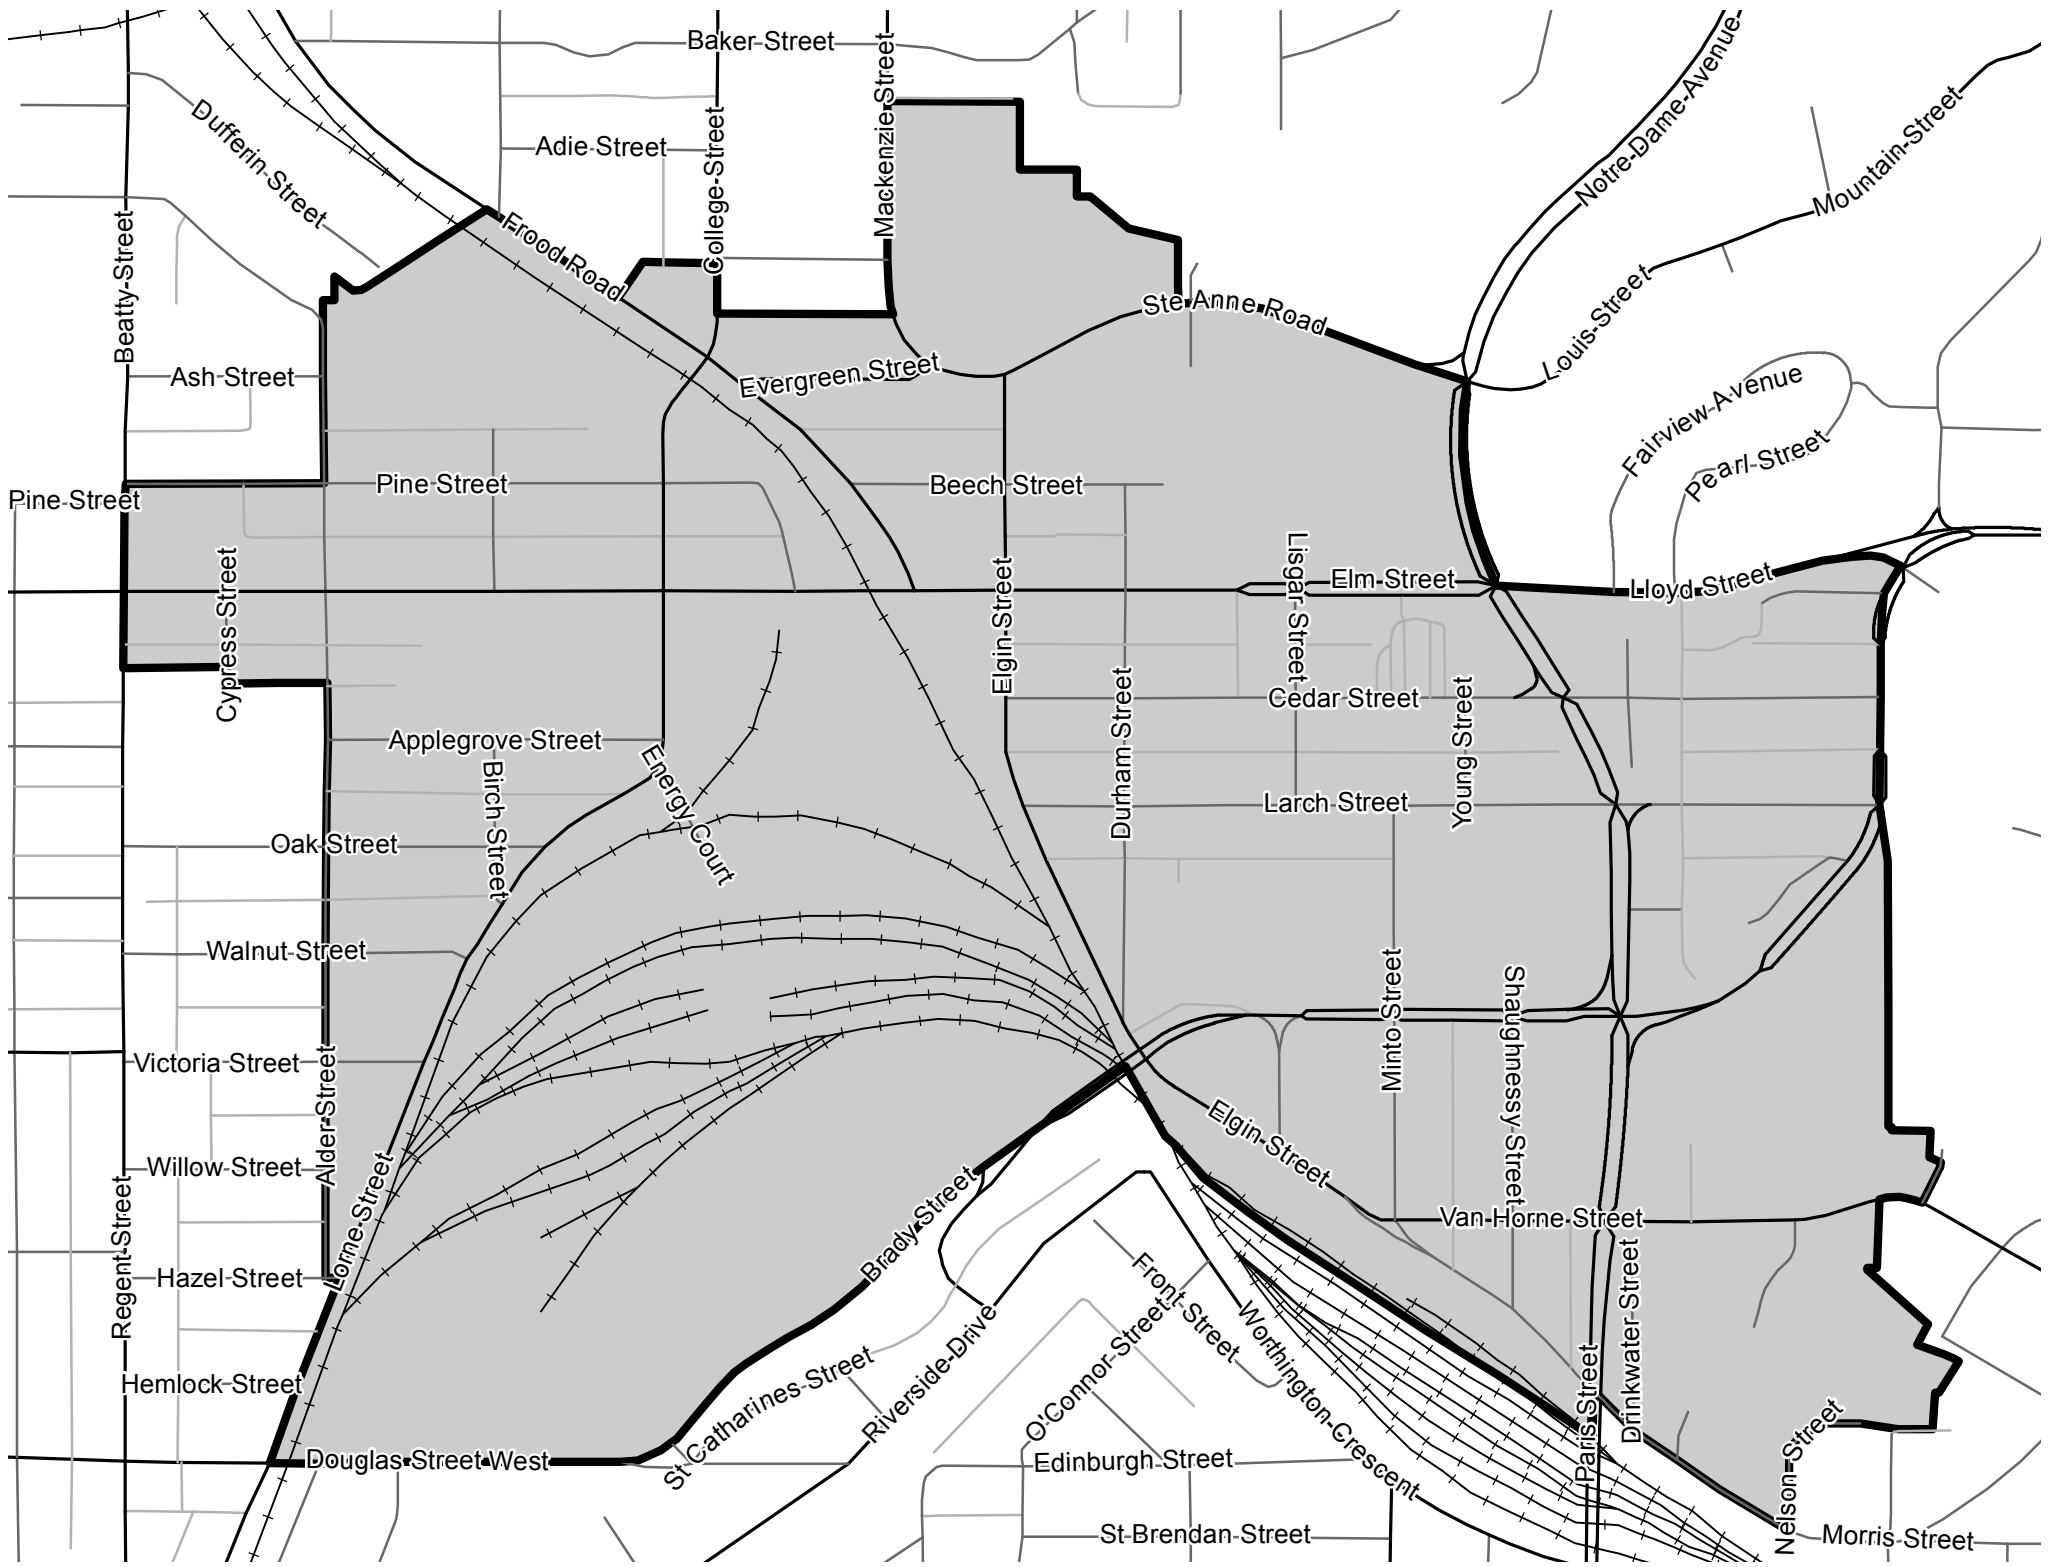 Baker Street
Mackenzie Street
Notre Dame Avenue
Dufferin Street
Adie Street
College Street
Mountain Street
Frood Road
Beatty Street
Ste Anne Road
Louis Street
Ash Street
Evergreen Street
Fairview Avenue
Pearl Street
Pine Street
Pine Street
Beech Street
Lisgar Street
Elm Street
Lloyd Street
Cypress Street
Elgin Street
Cedar Street
Durham Street
Young Street
Applegrove Street
Birch Street
Energy Court
Larch Street
Oak Street
Walnut Street
Minto Street
Shaughnessy Street
Victoria Street
Alder Street
Elgin Street
Willow Street
Lorne Street
Regent Street
Brady Street
Van Horne Street
Hazel Street
Front Street
Drinkwater Street
O'Connor Street
Worthington Crescent
Riverside Drive
St Catharines Street
Hemlock Street
Paris Street
Nelson Street
Douglas Street West
Edinburgh Street
St Brendan Street
Morris Street